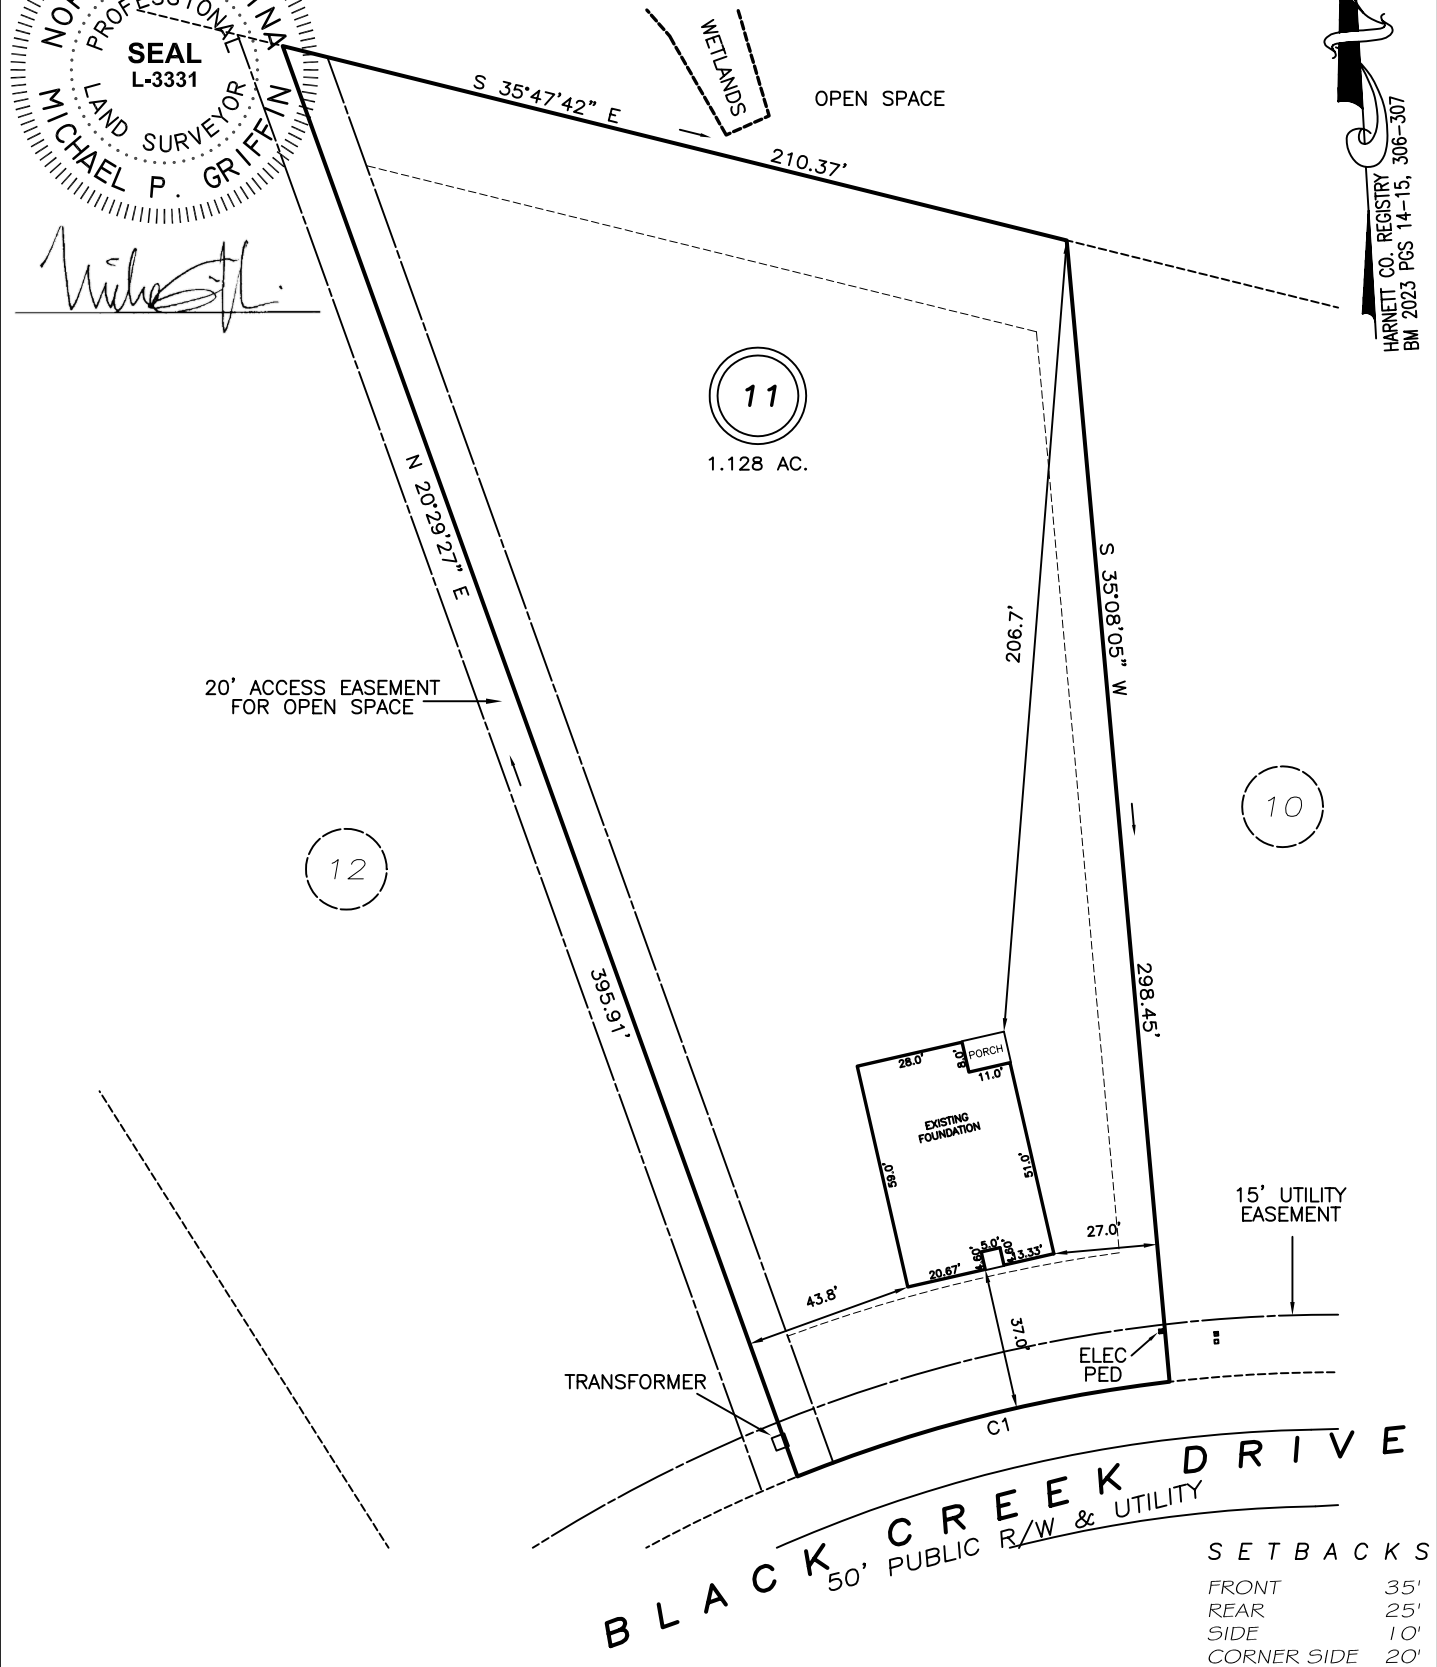 PROFESSIONAL
SEAL
L-3331
LAND SURVEYOR
MICHAEL P. GRIFFIN
S 35°47'42" E
210.37'
WETLANDS
OPEN SPACE
HARNETT CO. REGISTRY
BM 2023 PGS 14-15, 306-307
11
1.128 AC.
N 20°29'27" E
395.91'
S 35°08'05" W
298.45'
206.7'
20' ACCESS EASEMENT
FOR OPEN SPACE
12
10
28.0'
8.0'
PORCH
11.0'
EXISTING
FOUNDATION
59.0'
51.0'
5.0'
4.60'
4.60'
20.67'
13.33'
27.0'
43.8'
37.0'
15' UTILITY
EASEMENT
TRANSFORMER
ELEC
PED
C1
BLACK CREEK DRIVE
50' PUBLIC R/W & UTILITY
SETBACKS
FRONT 35'
REAR 25'
SIDE 10'
CORNER SIDE 20'